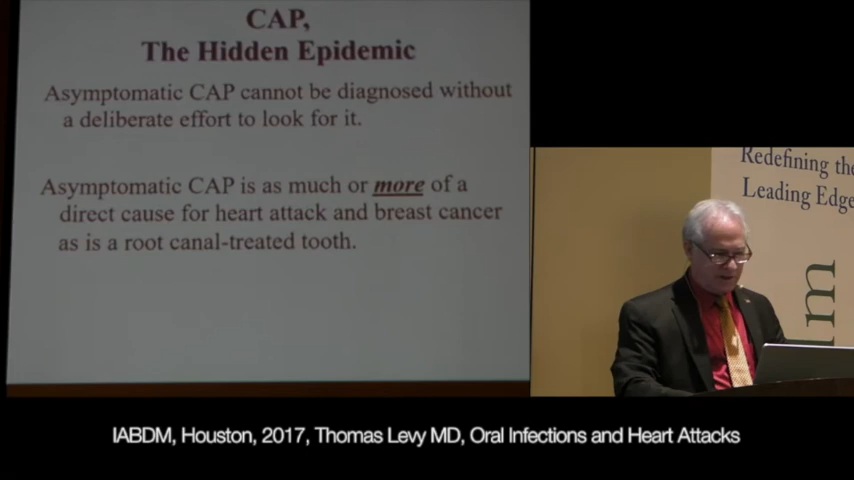 CAP,
The Hidden Epidemic
Asymptomatic CAP cannot be diagnosed without
a deliberate effort to look for it.
Asymptomatic CAP is as much or more of a
direct cause for heart attack and breast cancer
as is a root canal-treated tooth.
Redefining the
Leading Edge
dm
IABDM, Houston, 2017, Thomas Levy MD, Oral Infections and Heart Attacks